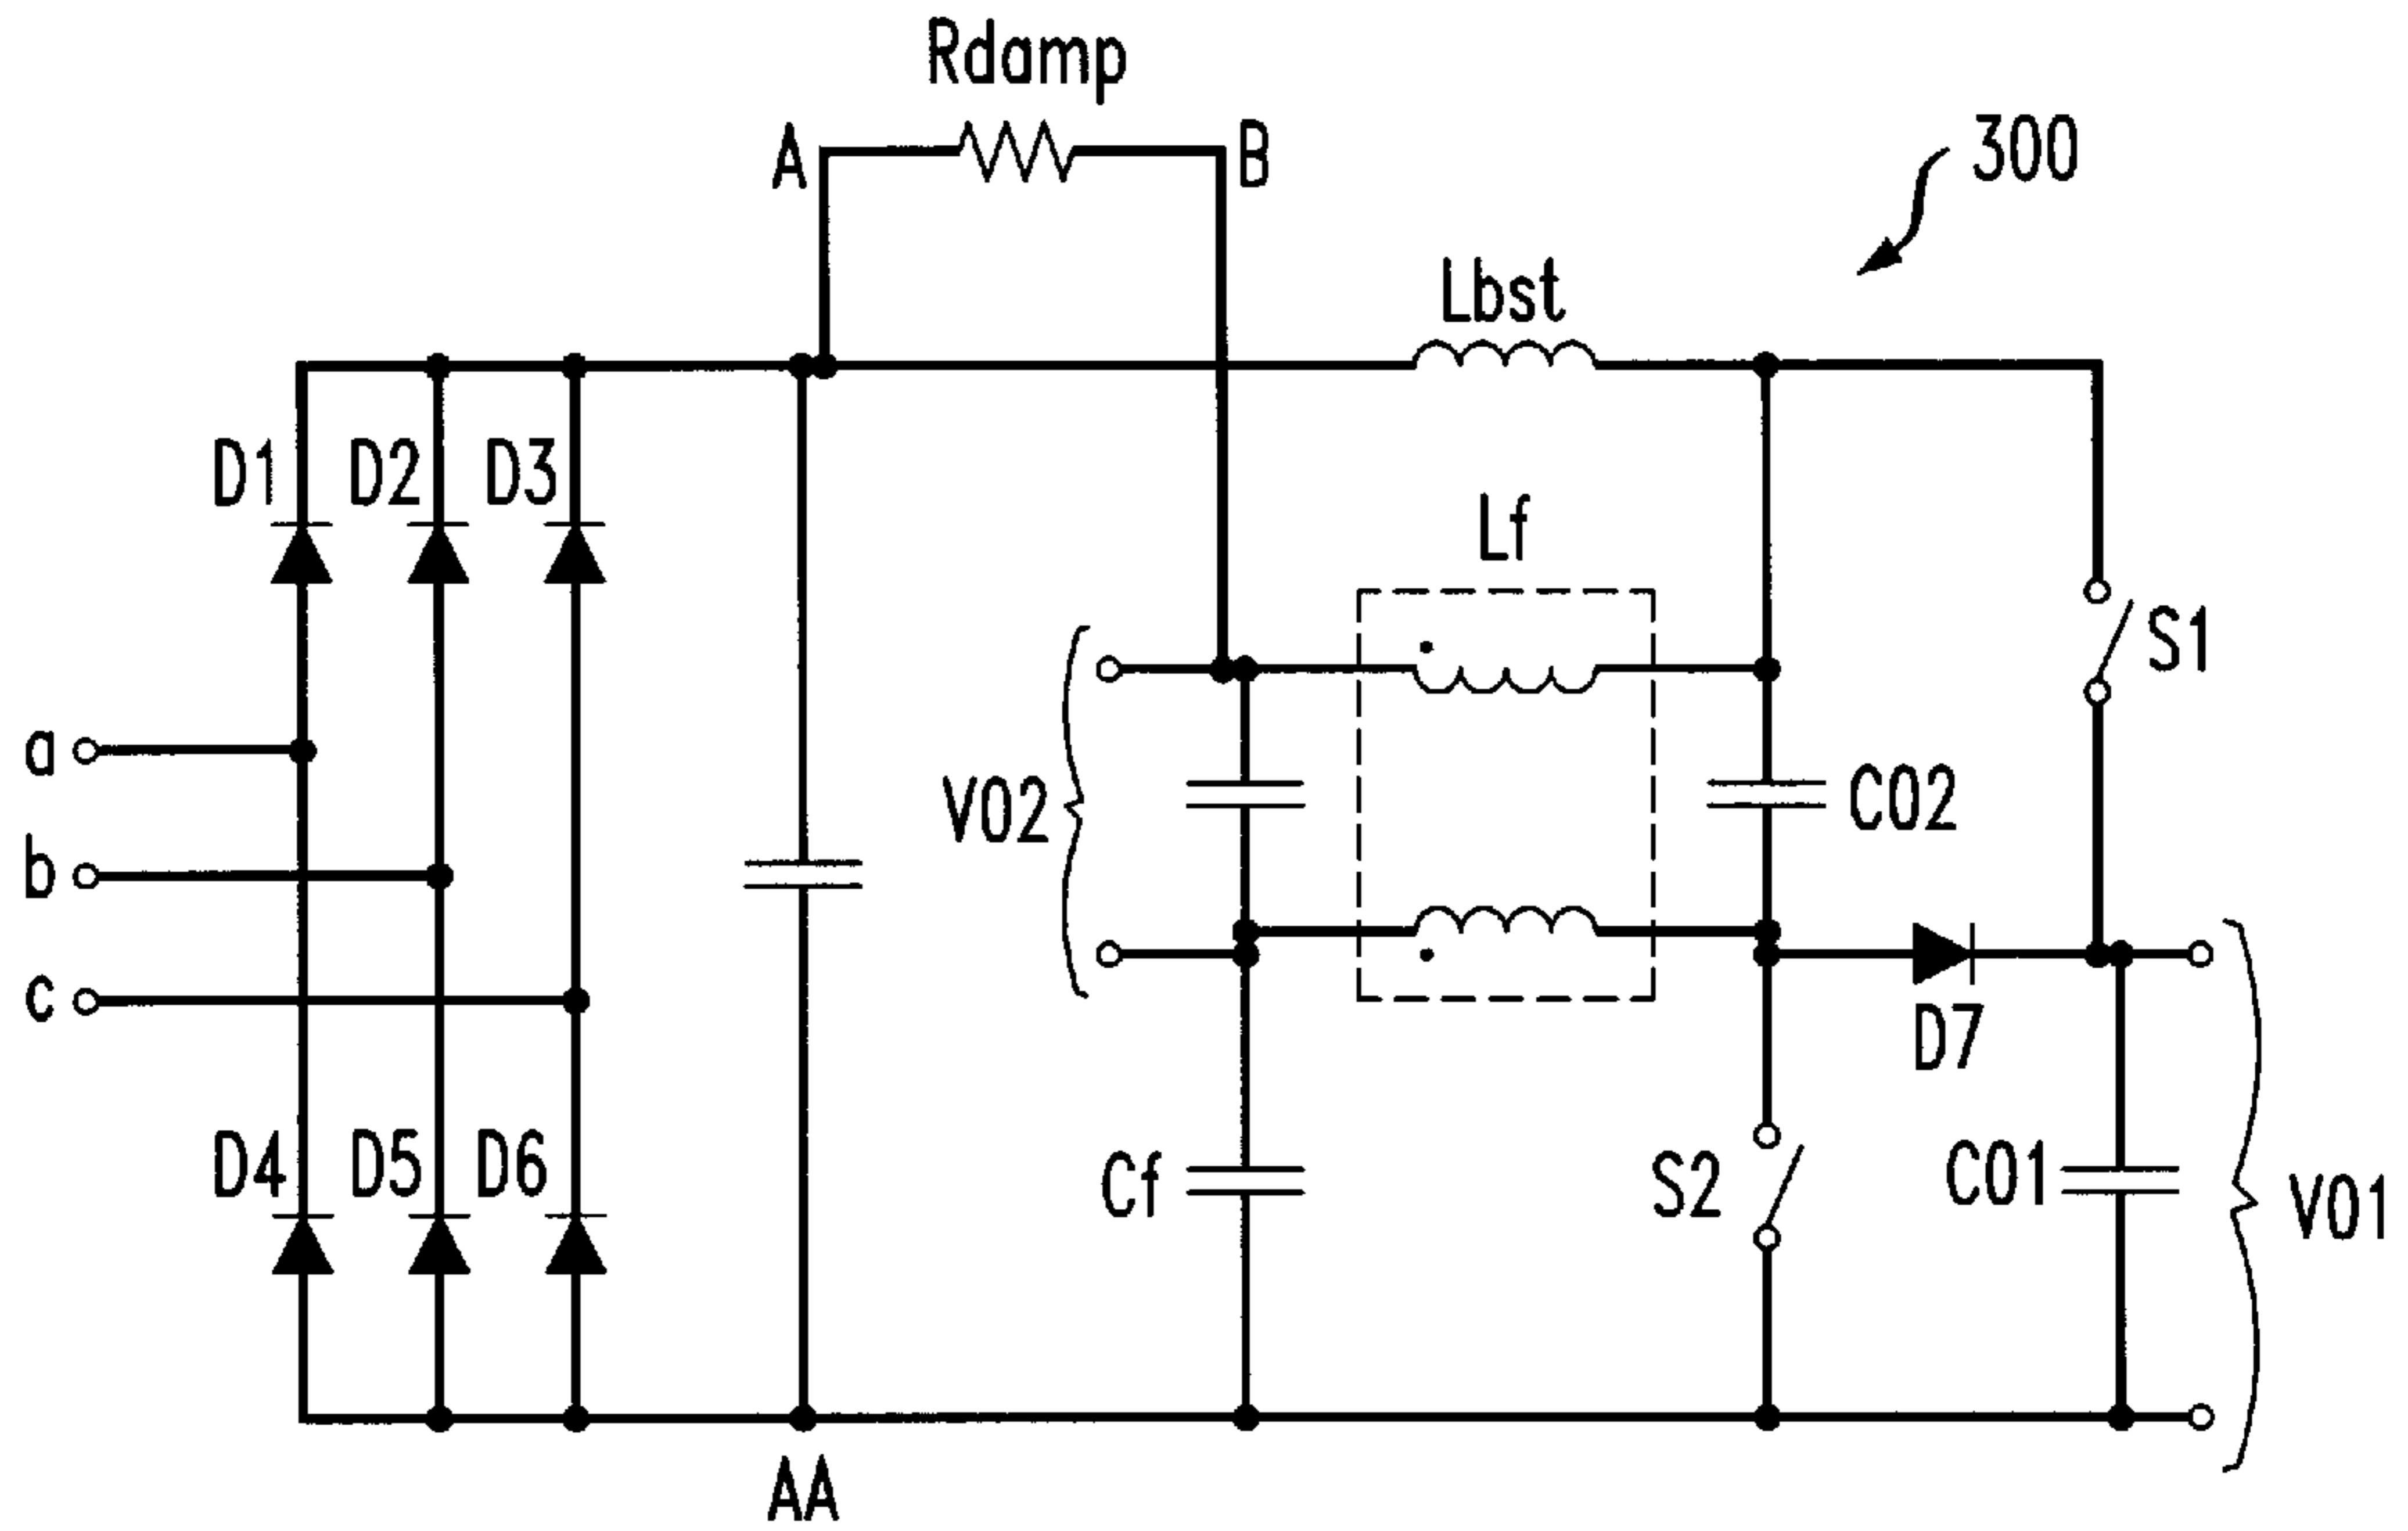 Rdamp
A
B
300
Lbst
D1
D2
D3
Lf
S1
a
V02
C02
b
c
D7
D4
D5
D6
Cf
S2
C01
V01
AA